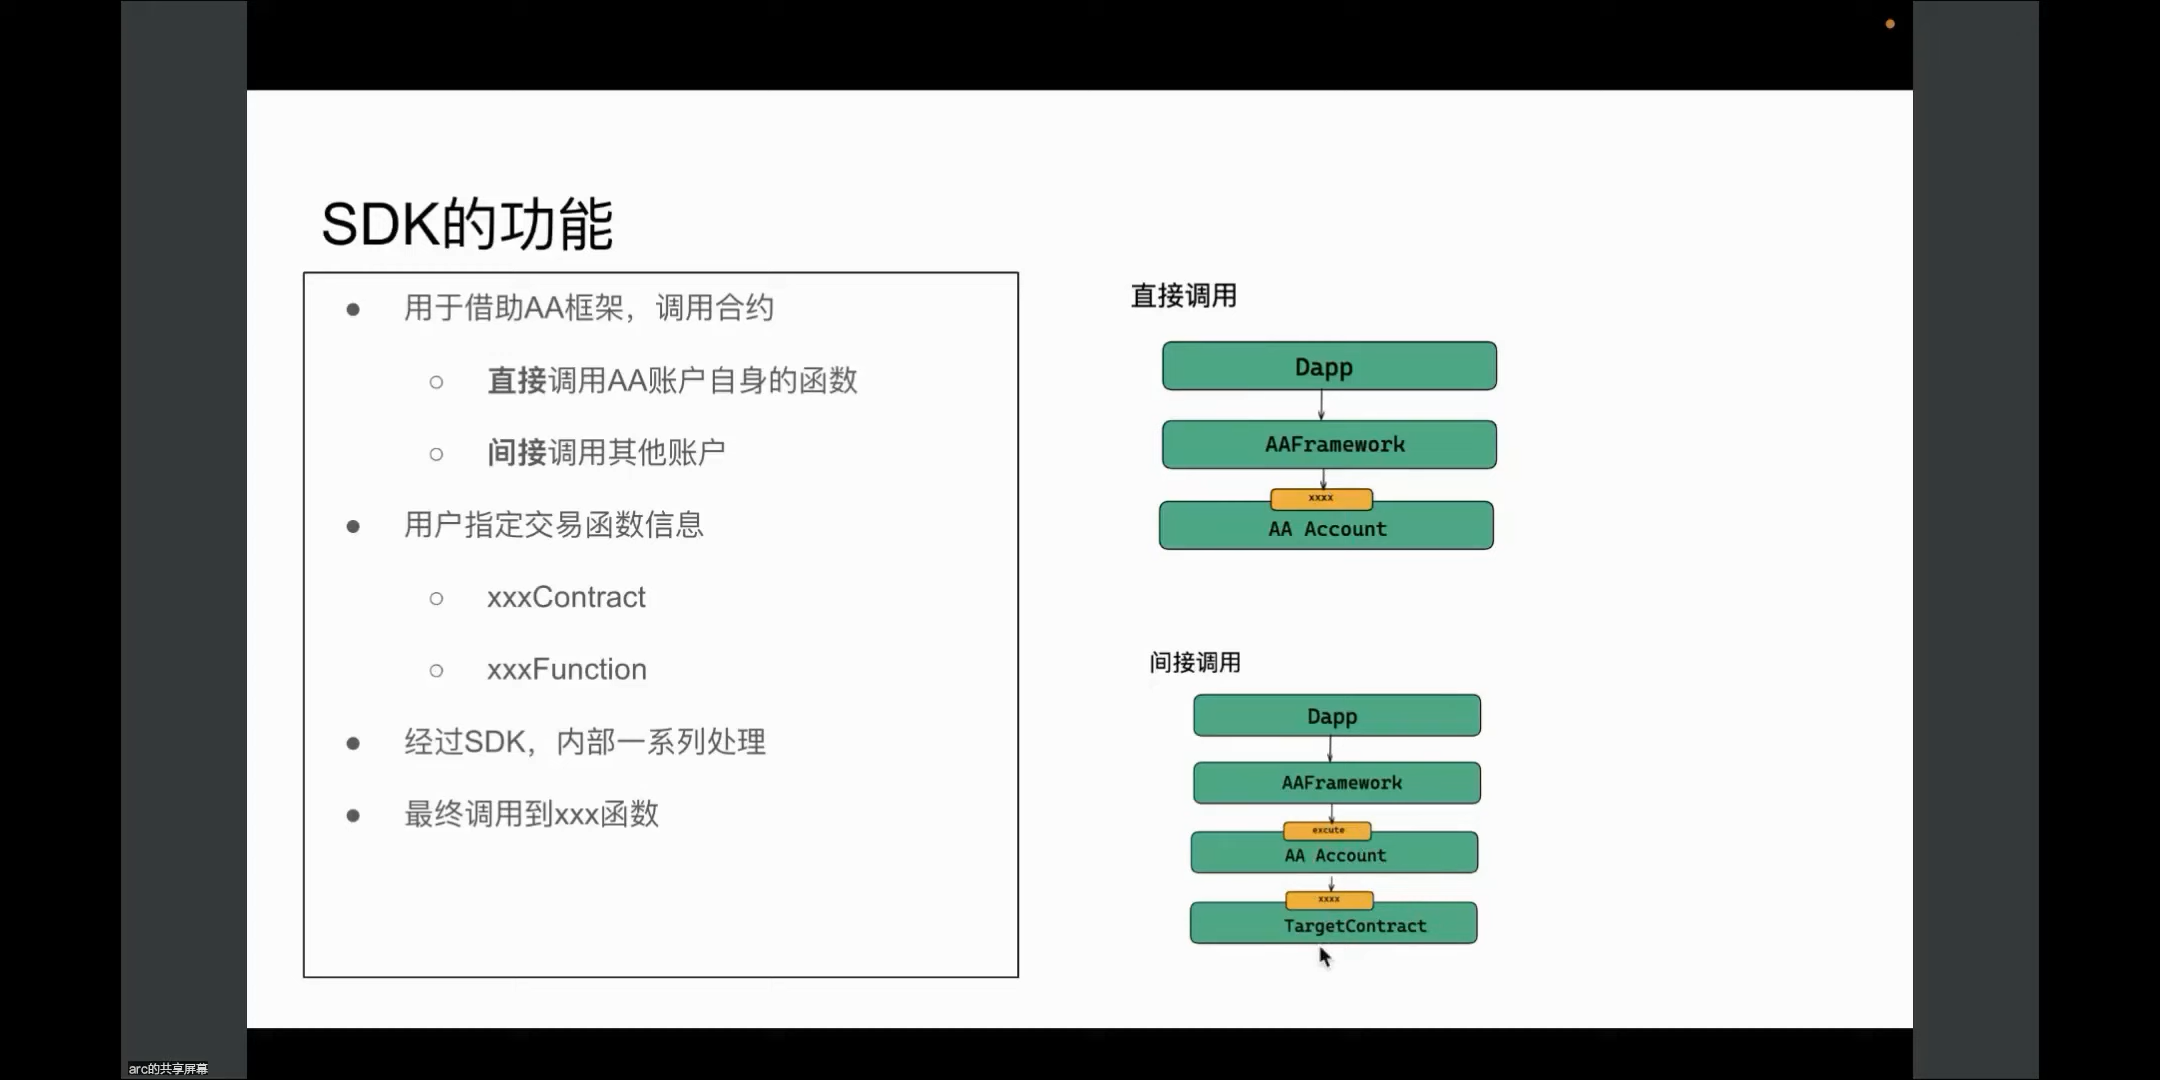 SDK的功能
用于借助AA框架，调用合约
直接调用AA账户自身的函数
间接调用其他账户
用户指定交易函数信息
xxxContract
xxxFunction
经过SDK，内部一系列处理
最终调用到xxx函数
直接调用
Dapp
AAFramework
xxxx
AA Account
间接调用
Dapp
AAFramework
excute
AA Account
xxxx
TargetContract
arc的共享屏幕